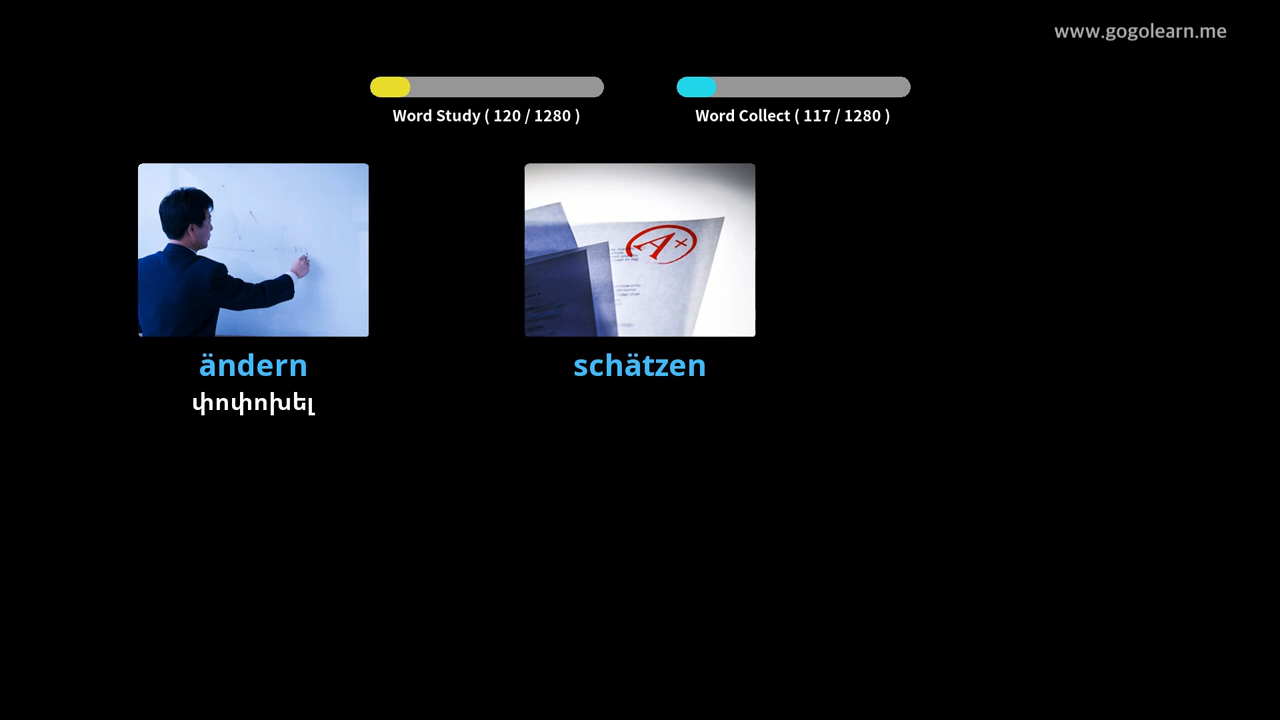 www.gogolearn.me
Word Study ( 120 / 1280 )
Word Collect ( 117 / 1280 )
A+
ändern
schätzen
փոփոխել